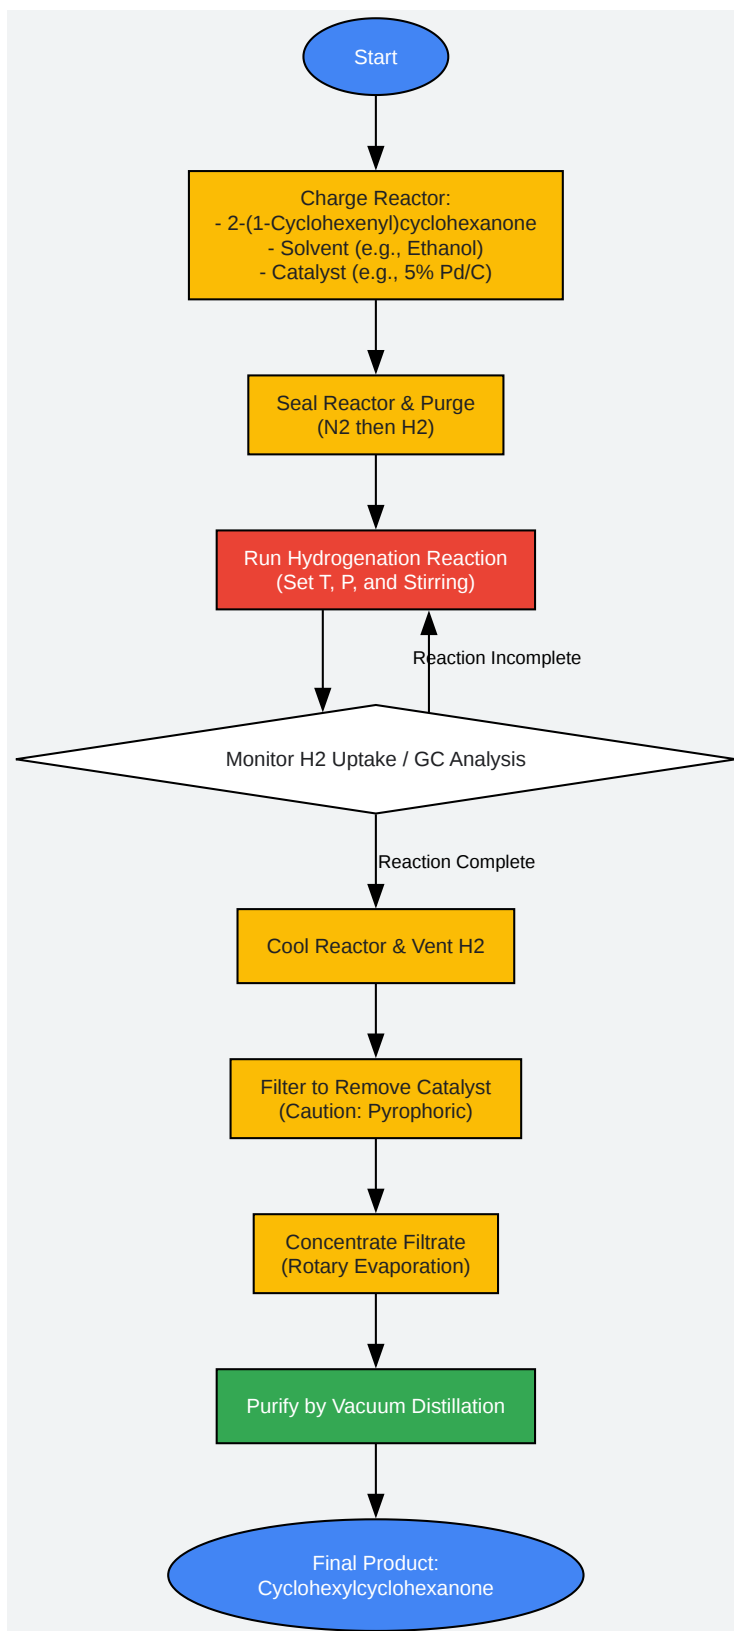 Start
Charge Reactor:
- 2-(1-Cyclohexenyl)cyclohexanone
- Solvent (e.g., Ethanol)
- Catalyst (e.g., 5% Pd/C)
Seal Reactor & Purge
(N2 then H2)
Run Hydrogenation Reaction
(Set T, P, and Stirring)
Reaction Incomplete
Monitor H2 Uptake / GC Analysis
Reaction Complete
Cool Reactor & Vent H2
Filter to Remove Catalyst
(Caution: Pyrophoric)
Concentrate Filtrate
(Rotary Evaporation)
Purify by Vacuum Distillation
Final Product:
Cyclohexylcyclohexanone